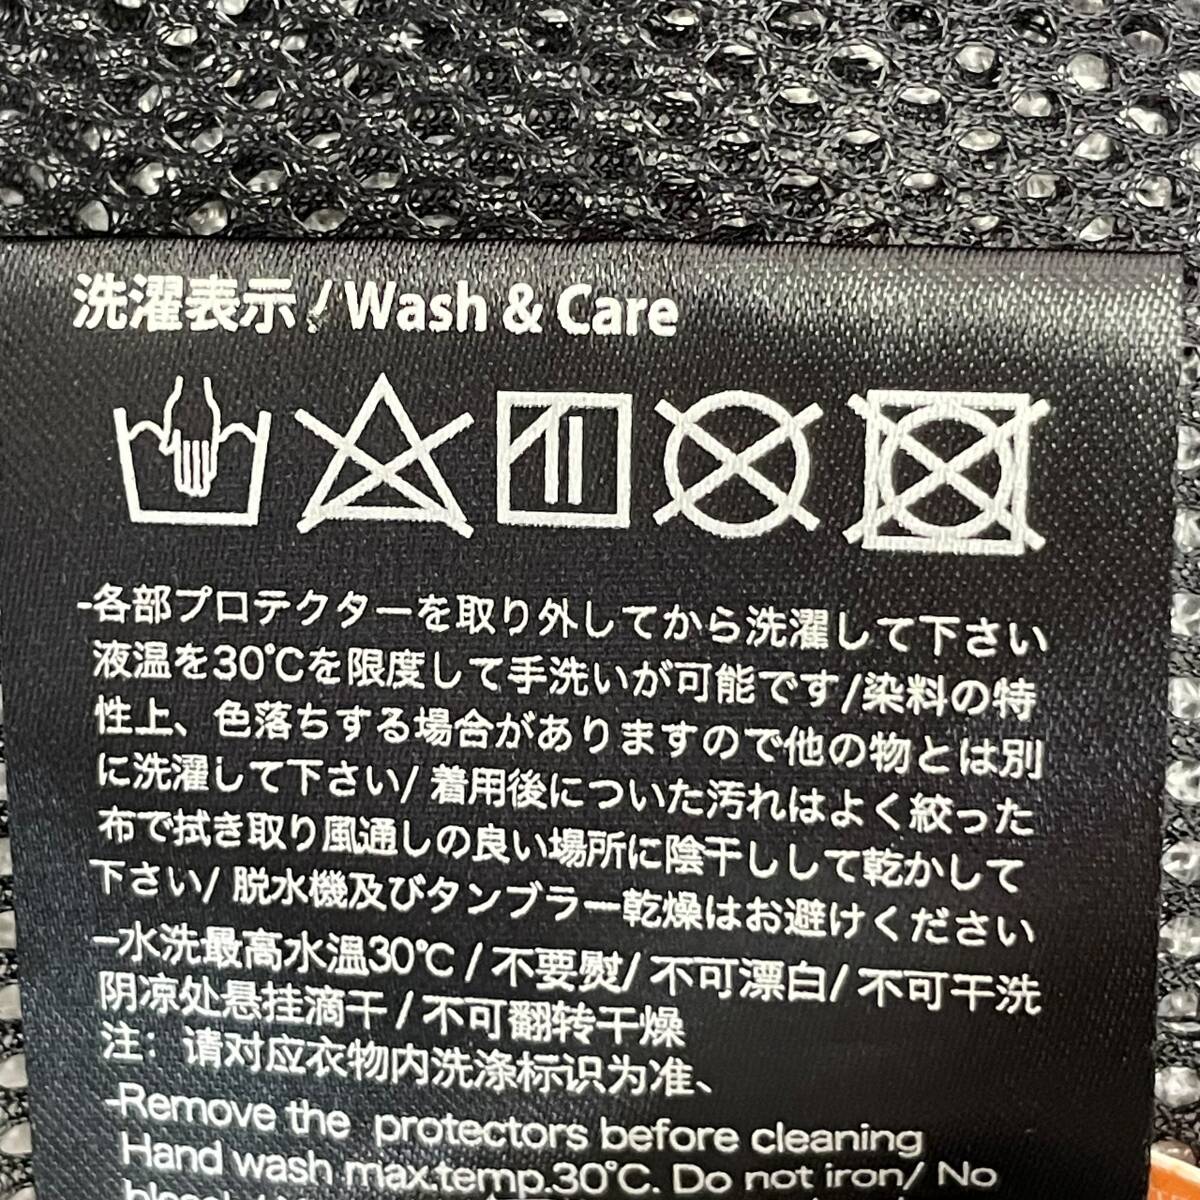 洗濯表示 / Wash & Care
-各部プロテクターを取り外してから洗濯して下さい
液温を30℃を限度して手洗いが可能です/染料の特
性上、色落ちする場合がありますので他の物とは別
に洗濯して下さい/ 着用後についた汚れはよく絞った
布で拭き取り風通しの良い場所に陰干ししして乾かして
下さい/ 脱水機及びタンブラー乾燥はお避けください
-水洗最高水温30℃ / 不要熨/ 不可漂白/ 不可干洗
阴凉处悬挂滴干 / 不可翻转干燥
注：请对应衣物内洗涤标识为准、
-Remove the protectors before cleaning
Hand wash max.temp.30℃. Do not iron/ No